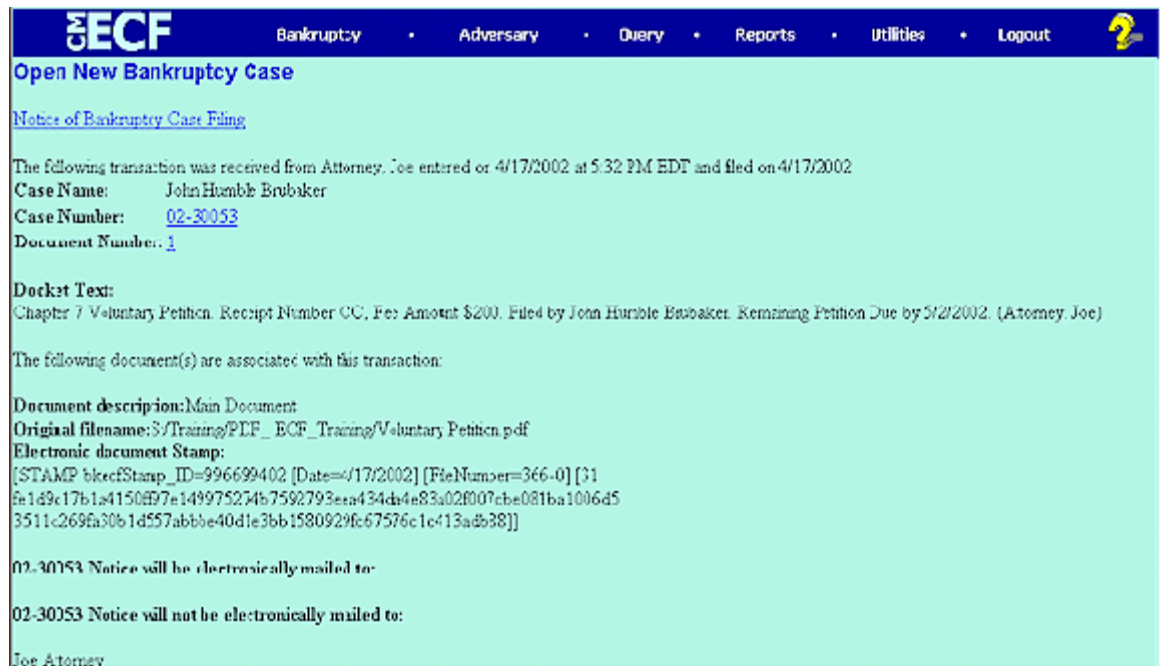 CM ECF Bankruptcy · Adversary · Query · Reports · Utilities · Logout ?
Open New Bankruptcy Case
Notice of Bankruptcy Case Filing
The following transaction was received from Attorney, Joe entered on 4/17/2002 at 5:32 PM EDT and filed on 4/17/2002
Case Name: John Humble Brubaker
Case Number: 02-30053
Document Number: 1
Docket Text:
Chapter 7 Voluntary Petition. Receipt Number CC, Fee Amount $200. Filed by John Humble Brubaker. Remaining Petition Due by 5/2/2002. (Attorney, Joe)
The following document(s) are associated with this transaction:
Document description:Main Document
Original filename:S:/Training/PDF_ ECF_Training/Voluntary Petition.pdf
Electronic document Stamp:
[STAMP bkecfStamp_ID=996699402 [Date=4/17/2002] [FileNumber=366-0] [31
02-30053 Notice will be electronically mailed to:
02-30053 Notice will not be electronically mailed to:
Joe Attorney